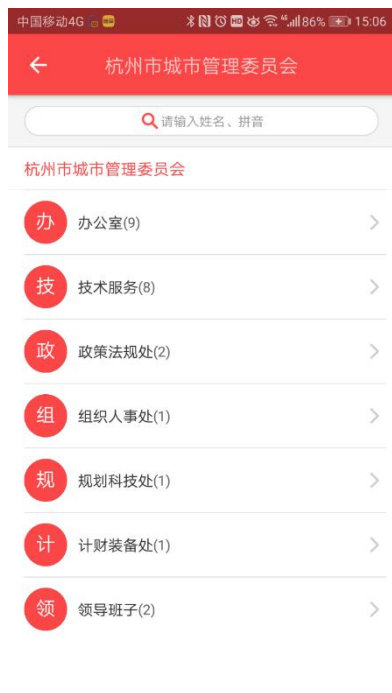 中国移动4G HD 86% 15:06
杭州市城市管理委员会
请输入姓名、拼音
杭州市城市管理委员会
办 办公室(9)
技 技术服务(8)
政 政策法规处(2)
组 组织人事处(1)
规 规划科技处(1)
计 计财装备处(1)
领 领导班子(2)